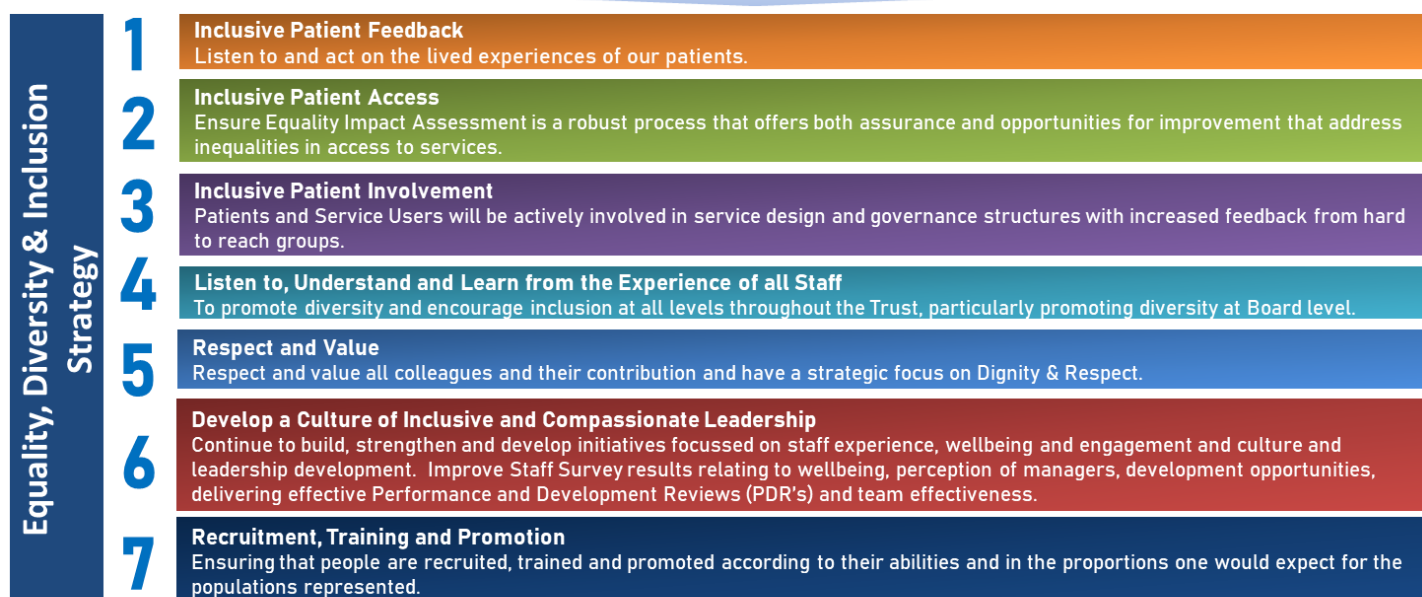 Equality, Diversity & Inclusion
Strategy
1
Inclusive Patient Feedback
Listen to and act on the lived experiences of our patients.
2
Inclusive Patient Access
Ensure Equality Impact Assessment is a robust process that offers both assurance and opportunities for improvement that address
inequalities in access to services.
3
Inclusive Patient Involvement
Patients and Service Users will be actively involved in service design and governance structures with increased feedback from hard
to reach groups.
4
Listen to, Understand and Learn from the Experience of all Staff
To promote diversity and encourage inclusion at all levels throughout the Trust, particularly promoting diversity at Board level.
5
Respect and Value
Respect and value all colleagues and their contribution and have a strategic focus on Dignity & Respect.
6
Develop a Culture of Inclusive and Compassionate Leadership
Continue to build, strengthen and develop initiatives focussed on staff experience, wellbeing and engagement and culture and
leadership development. Improve Staff Survey results relating to wellbeing, perception of managers, development opportunities,
delivering effective Performance and Development Reviews (PDR's) and team effectiveness.
7
Recruitment, Training and Promotion
Ensuring that people are recruited, trained and promoted according to their abilities and in the proportions one would expect for the
populations represented.